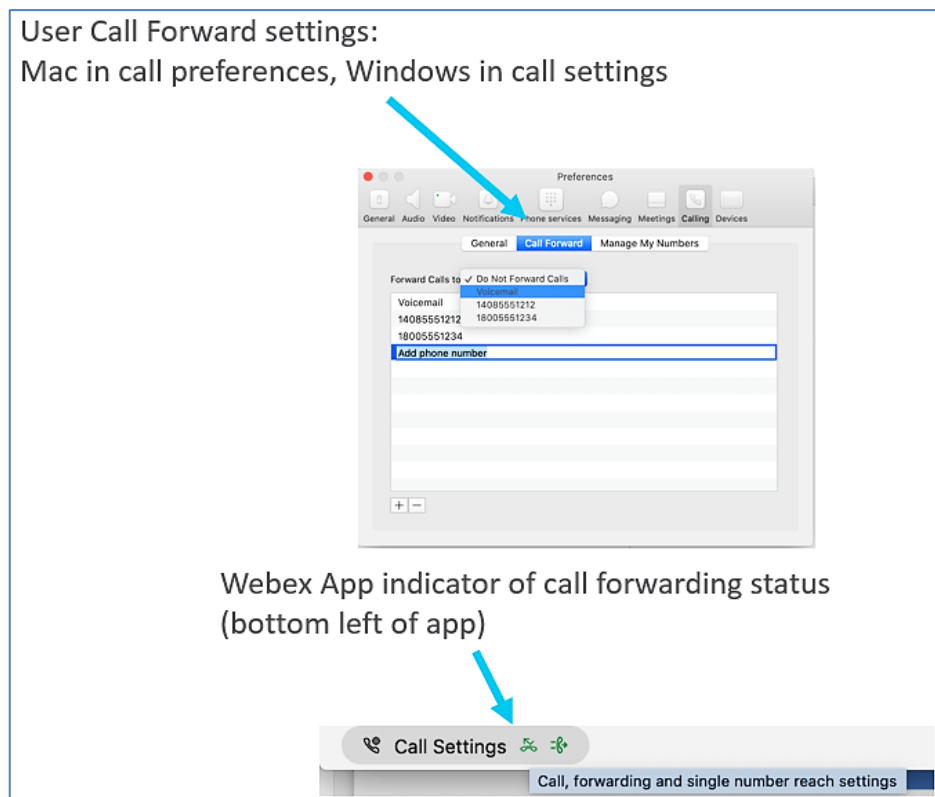 User Call Forward settings:
Mac in call preferences, Windows in call settings
Preferences
General Audio Video Notifications Phone services Messaging Meetings Calling Devices
General Call Forward Manage My Numbers
Forward Calls to ✓ Do Not Forward Calls
Voicemail
14085551212
18005551234
Voicemail
14085551212
18005551234
Add phone number
+ −
Webex App indicator of call forwarding status
(bottom left of app)
Call Settings
Call, forwarding and single number reach settings